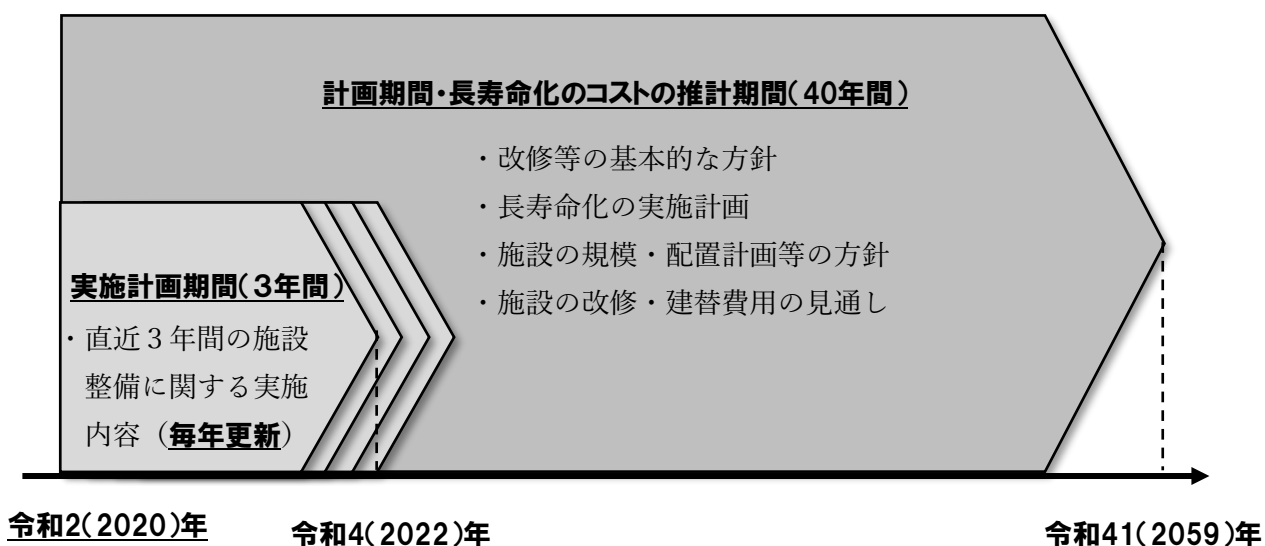 計画期間・長寿命化のコストの推計期間（40年間）
・改修等の基本的な方針
・長寿命化の実施計画
・施設の規模・配置計画等の方針
・施設の改修・建替費用の見通し
実施計画期間（３年間）
・直近３年間の施設
整備に関する実施
内容（毎年更新）
令和2(2020)年
令和4(2022)年
令和41(2059)年